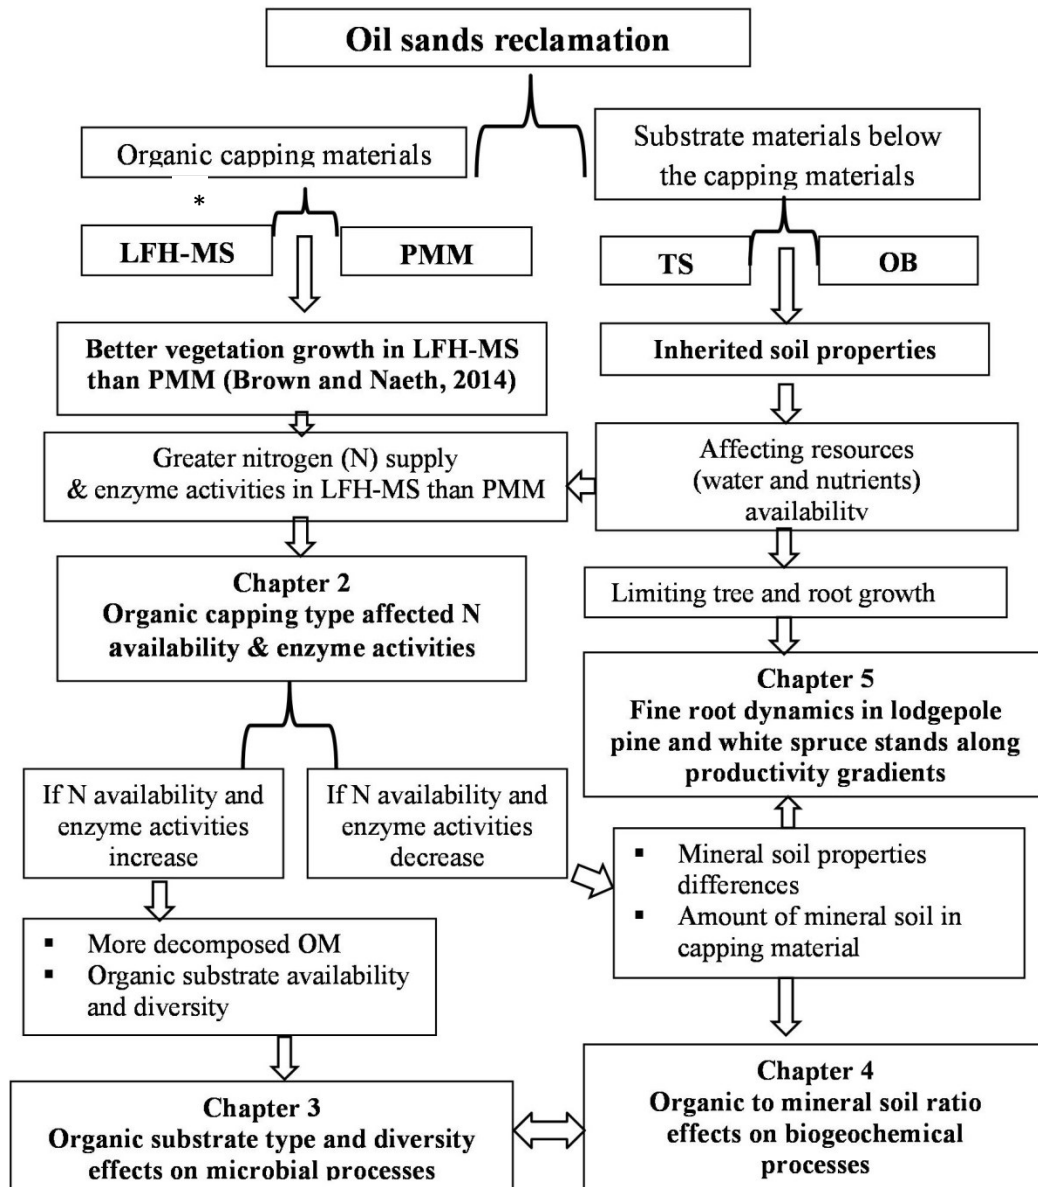 Oil sands reclamation
Organic capping materials
*
Substrate materials below
the capping materials
LFH-MS
PMM
TS
OB
Better vegetation growth in LFH-MS
than PMM (Brown and Naeth, 2014)
Inherited soil properties
Greater nitrogen (N) supply
& enzyme activities in LFH-MS than PMM
Affecting resources
(water and nutrients)
availability
Chapter 2
Organic capping type affected N
availability & enzyme activities
Limiting tree and root growth
Chapter 5
Fine root dynamics in lodgepole
pine and white spruce stands along
productivity gradients
If N availability and
enzyme activities
increase
If N availability and
enzyme activities
decrease
▪ Mineral soil properties
differences
▪ Amount of mineral soil in
capping material
▪ More decomposed OM
▪ Organic substrate availability
and diversity
Chapter 3
Organic substrate type and diversity
effects on microbial processes
Chapter 4
Organic to mineral soil ratio
effects on biogeochemical
processes